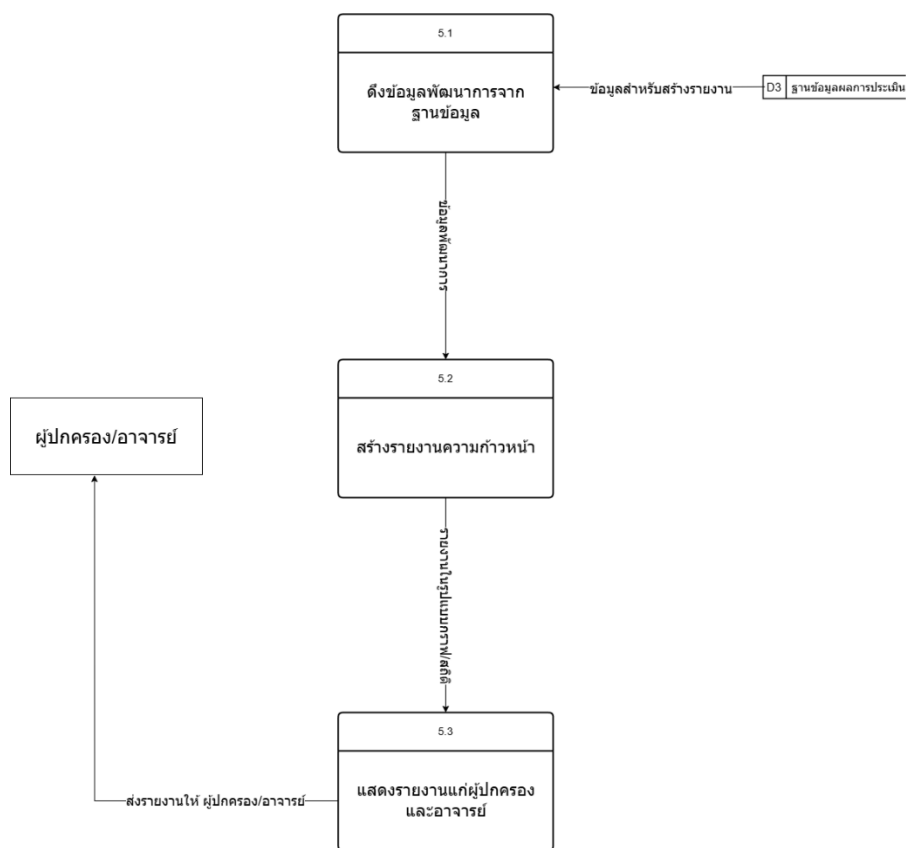 5.1
ดึงข้อมูลพัฒนาการจาก
ฐานข้อมูล
ข้อมูลสำหรับสร้างรายงาน
D3 ฐานข้อมูลผลการประเมิน
ข้อมูลพัฒนาการ
5.2
สร้างรายงานความก้าวหน้า
ผู้ปกครอง/อาจารย์
รายงานในรูปแบบกราฟ/สถิติ
5.3
แสดงรายงานแก่ผู้ปกครอง
และอาจารย์
ส่งรายงานให้ ผู้ปกครอง/อาจารย์